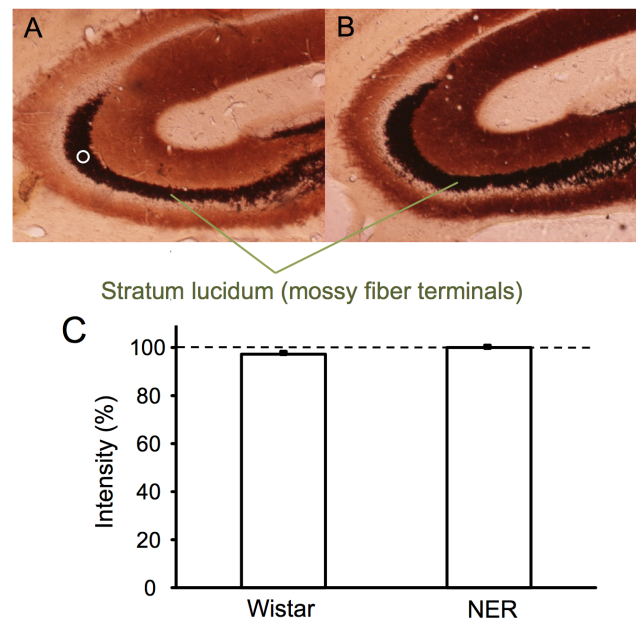 A
B
Stratum lucidum (mossy fiber terminals)
C
Intensity (%)
100
80
60
40
20
0
Wistar
NER